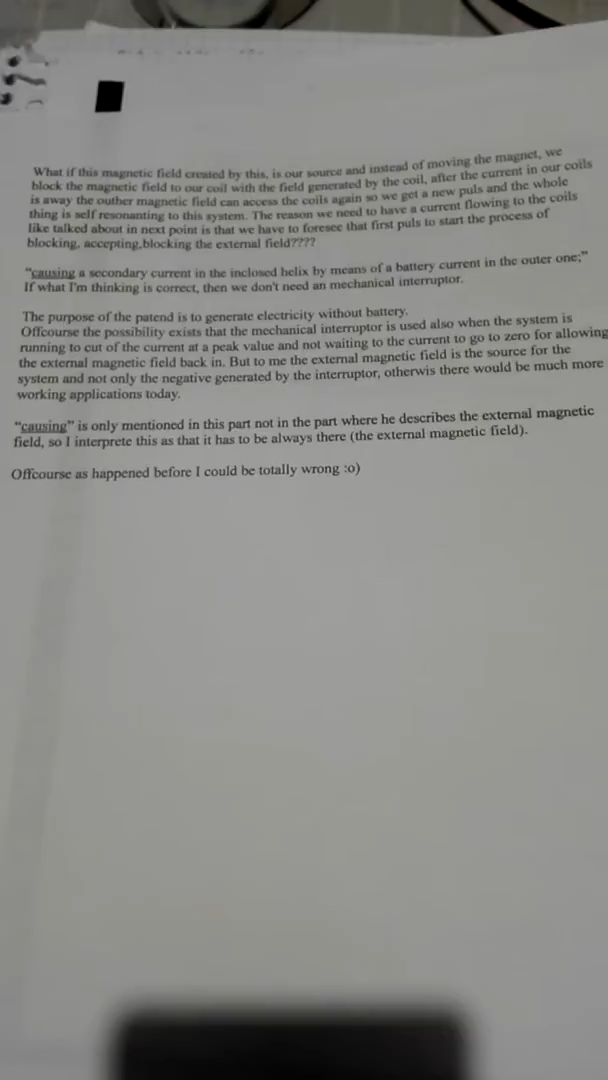 What if this magnetic field created by this, is our source and instead of moving the magnet, we
block the magnetic field to our coil with the field generated by the coil, after the current in our coils
is away the outher magnetic field can access the coils again so we get a new puls and the whole
thing is self resonanting to this system. The reason we need to have a current flowing to the coils
like talked about in next point is that we have to foresee that first puls to start the process of
blocking, accepting,blocking the external field????
"causing a secondary current in the inclosed helix by means of a battery current in the outer one;"
If what I'm thinking is correct, then we don't need an mechanical interruptor.
The purpose of the patend is to generate electricity without battery.
Offcourse the possibility exists that the mechanical interruptor is used also when the system is
running to cut of the current at a peak value and not waiting to the current to go to zero for allowing
the external magnetic field back in. But to me the external magnetic field is the source for the
system and not only the negative generated by the interruptor, otherwis there would be much more
working applications today.
"causing" is only mentioned in this part not in the part where he describes the external magnetic
field, so I interprete this as that it has to be always there (the external magnetic field).
Offcourse as happened before I could be totally wrong :o)